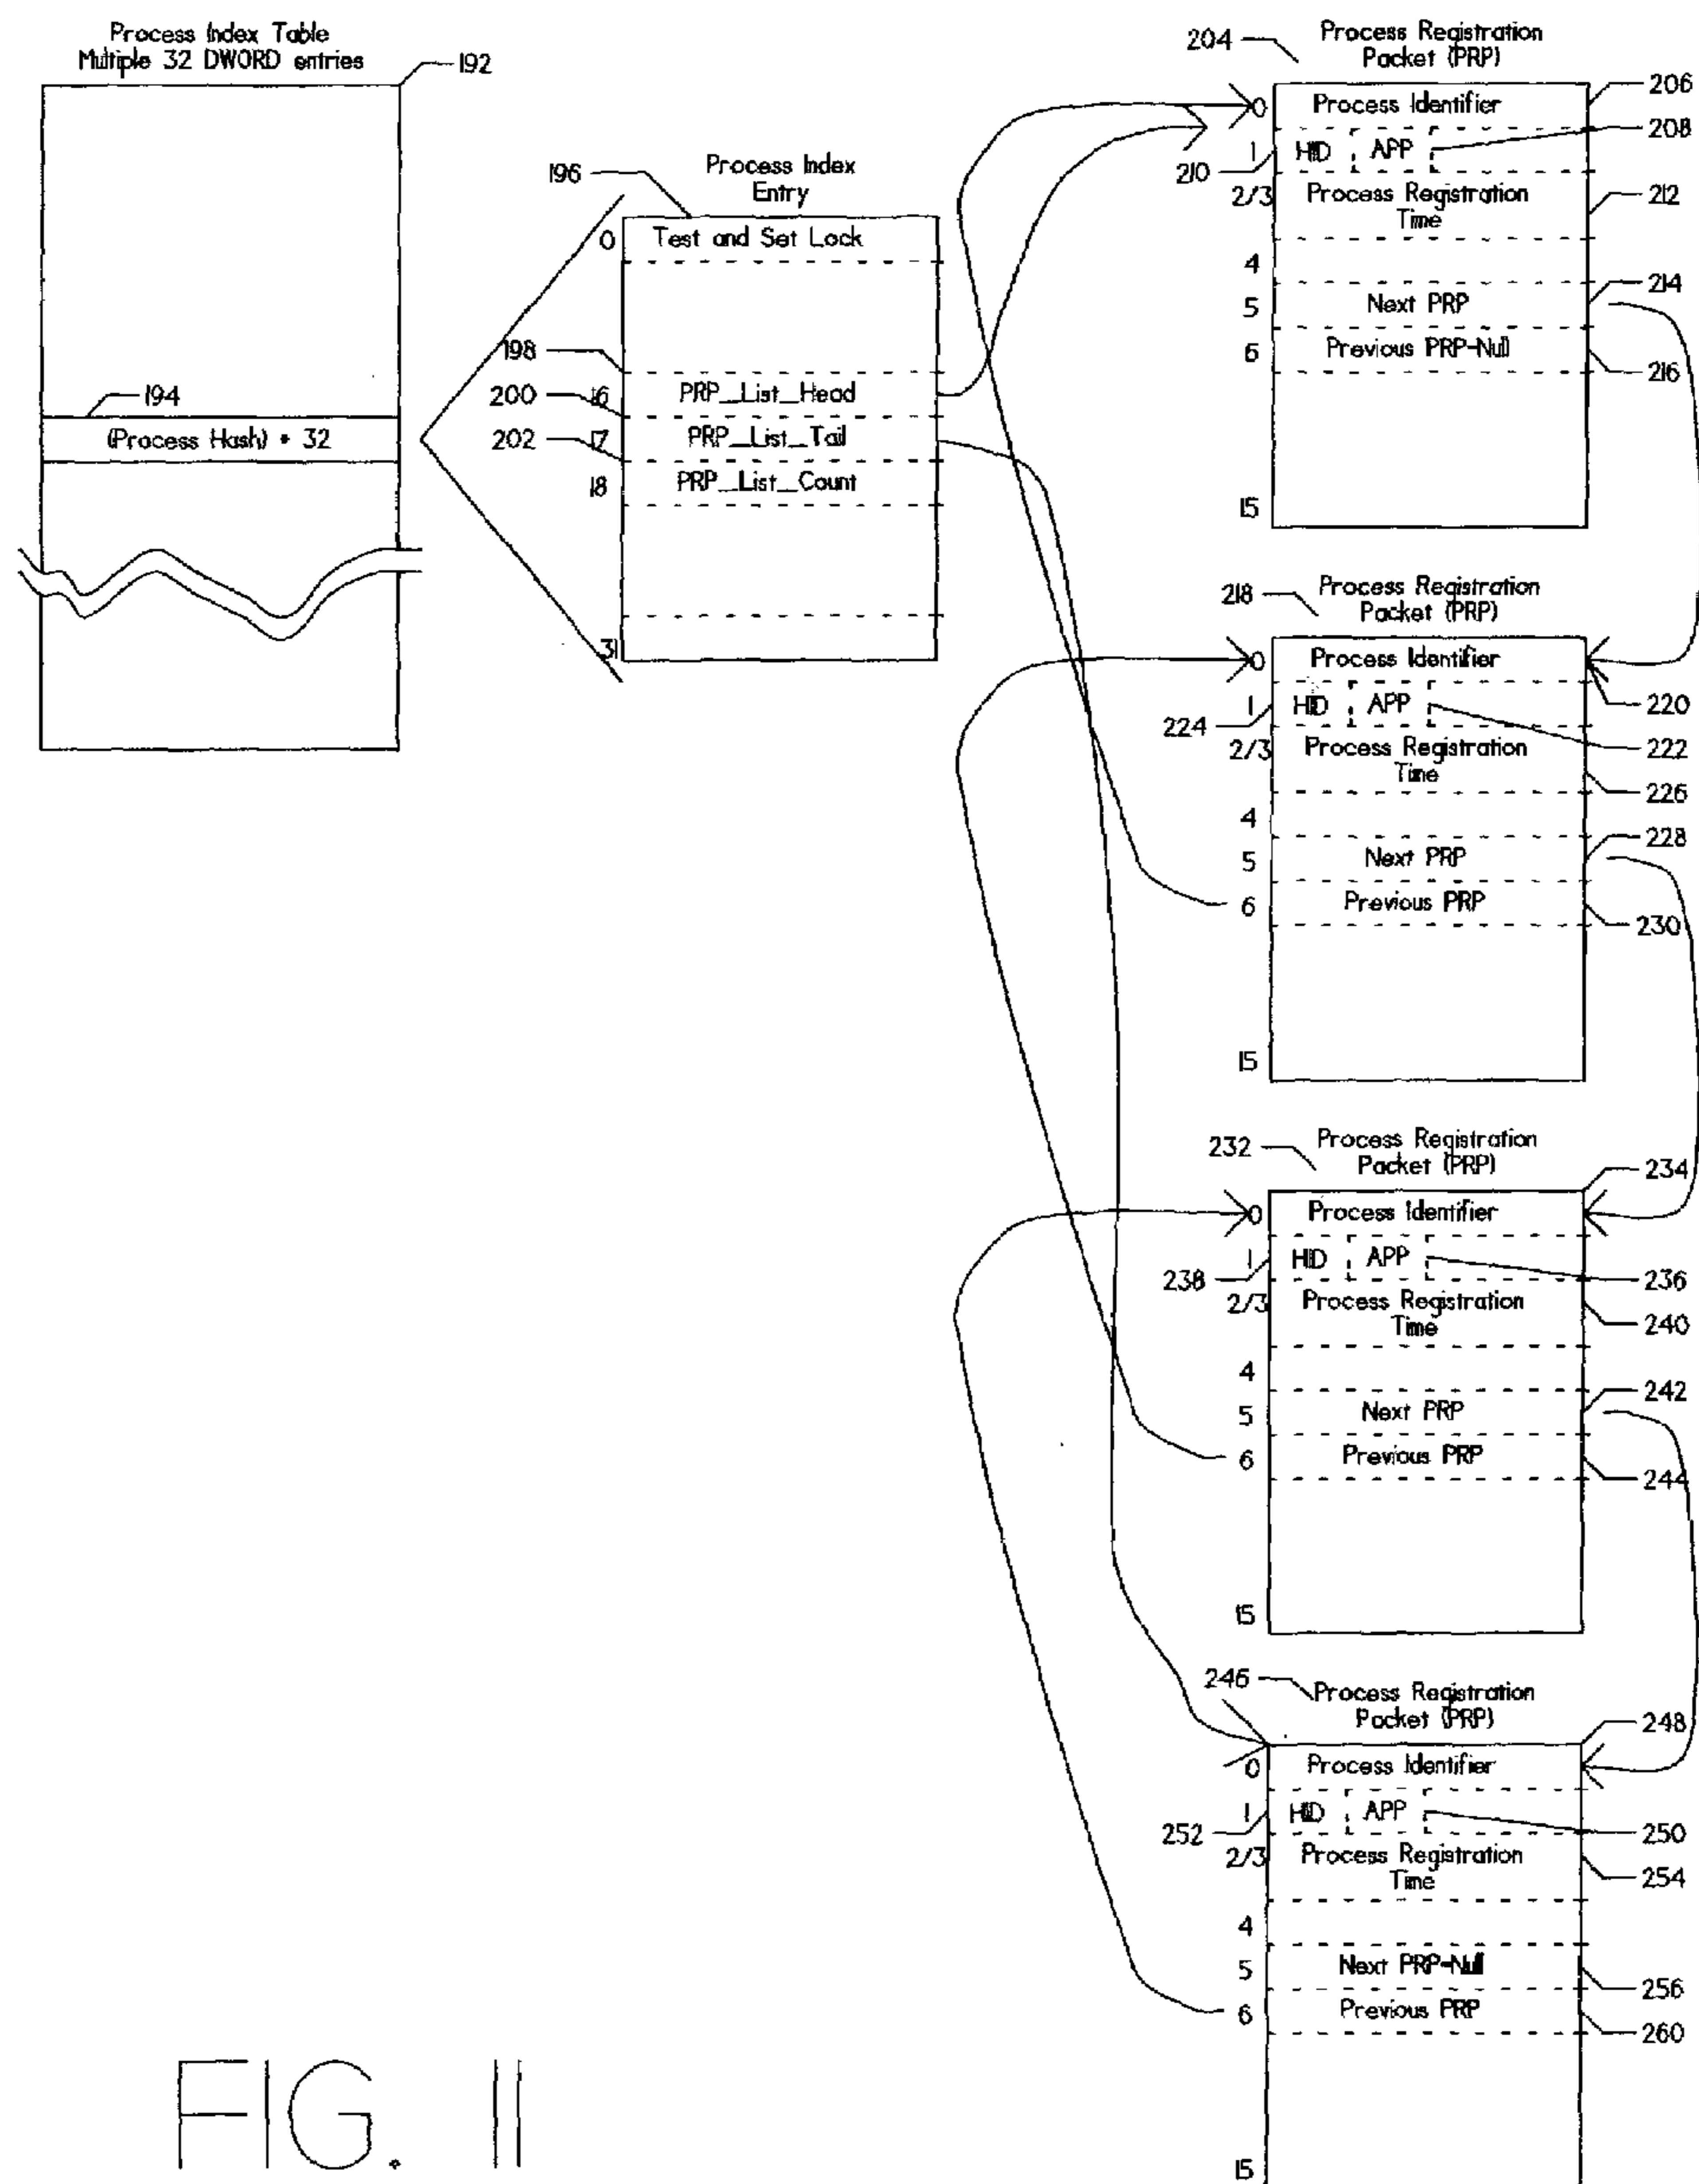 Process Index Table
Multiple 32 DWORD entries
192
194
(Process Hash) * 32
Process Index
Entry
196
0 Test and Set Lock
198
200 16 PRP_List_Head
202 17 PRP_List_Tail
18 PRP_List_Count
31
204
Process Registration
Packet (PRP)
0 Process Identifier 206
1 HID APP 208
210
2/3 Process Registration
Time 212
4
5 Next PRP 214
6 Previous PRP-Null 216
15
218
Process Registration
Packet (PRP)
0 Process Identifier
220
1 HID APP
224
222
2/3 Process Registration
Time
226
4
228
5 Next PRP
6 Previous PRP
230
15
232
Process Registration
Packet (PRP)
234
0 Process Identifier
1 HID APP
238
236
2/3 Process Registration
Time
240
4
242
5 Next PRP
6 Previous PRP
244
15
246
Process Registration
Packet (PRP)
248
0 Process Identifier
1 HID APP
252
250
2/3 Process Registration
Time
254
4
5 Next PRP-Null
256
6 Previous PRP
260
15
FIG. 11